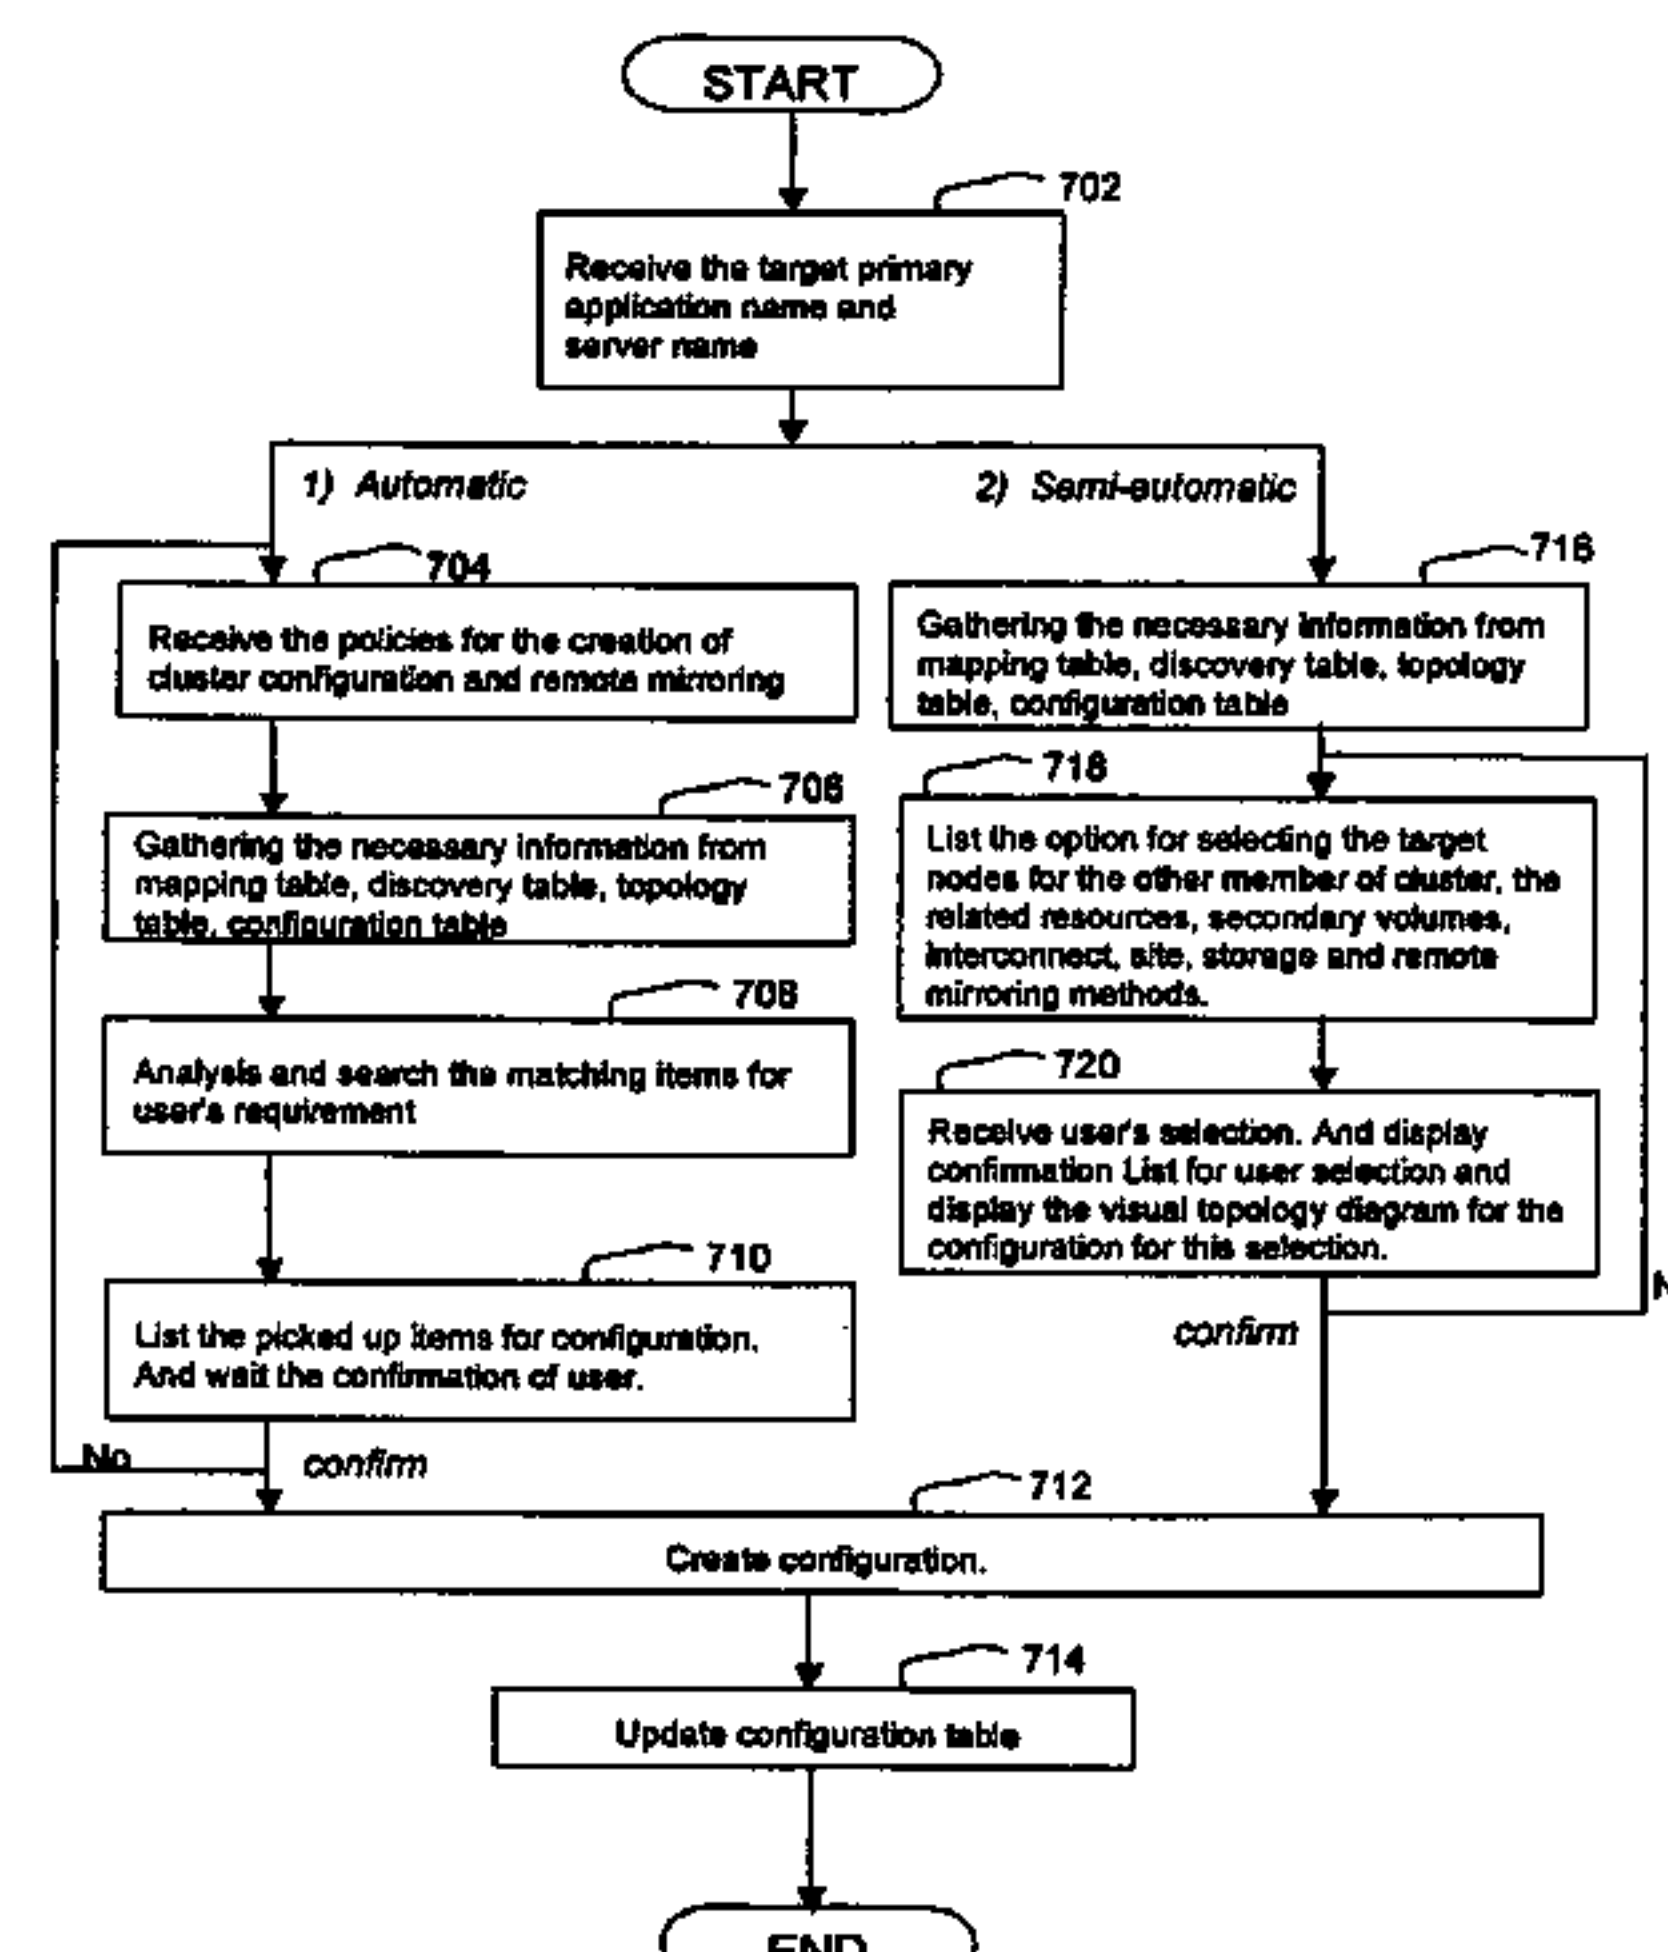 START
702
Receive the target primary
application name and
server name
1) Automatic
2) Semi-automatic
704
Receive the policies for the creation of
cluster configuration and remote mirroring
716
Gathering the necessary information from
mapping table, discovery table, topology
table, configuration table
706
Gathering the necessary information from
mapping table, discovery table, topology
table, configuration table
718
List the option for selecting the target
nodes for the other member of cluster, the
related resources, secondary volumes,
interconnect, site, storage and remote
mirroring methods.
708
Analysis and search the matching items for
user's requirement
720
Receive user's selection. And display
confirmation List for user selection and
display the visual topology diagram for the
configuration for this selection.
710
List the picked up items for configuration.
And wait the confirmation of user.
confirm
No
confirm
712
Create configuration.
714
Update configuration table
END